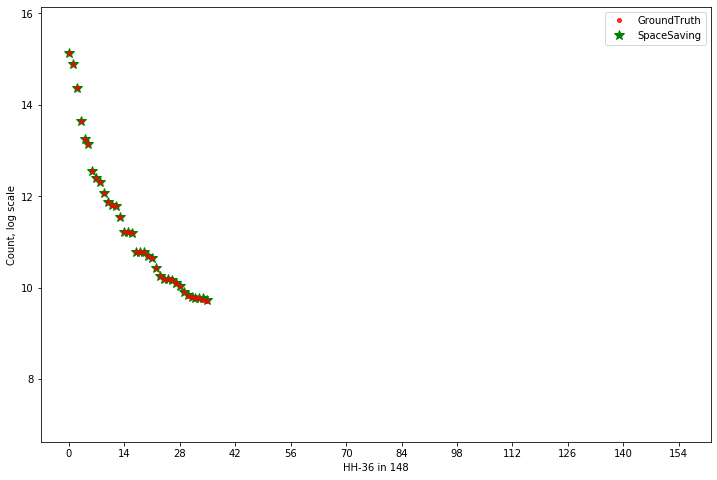 16
GroundTruth
SpaceSaving
14
12
10
8
Count, log scale
0 14 28 42 56 70 84 98 112 126 140 154
HH-36 in 148